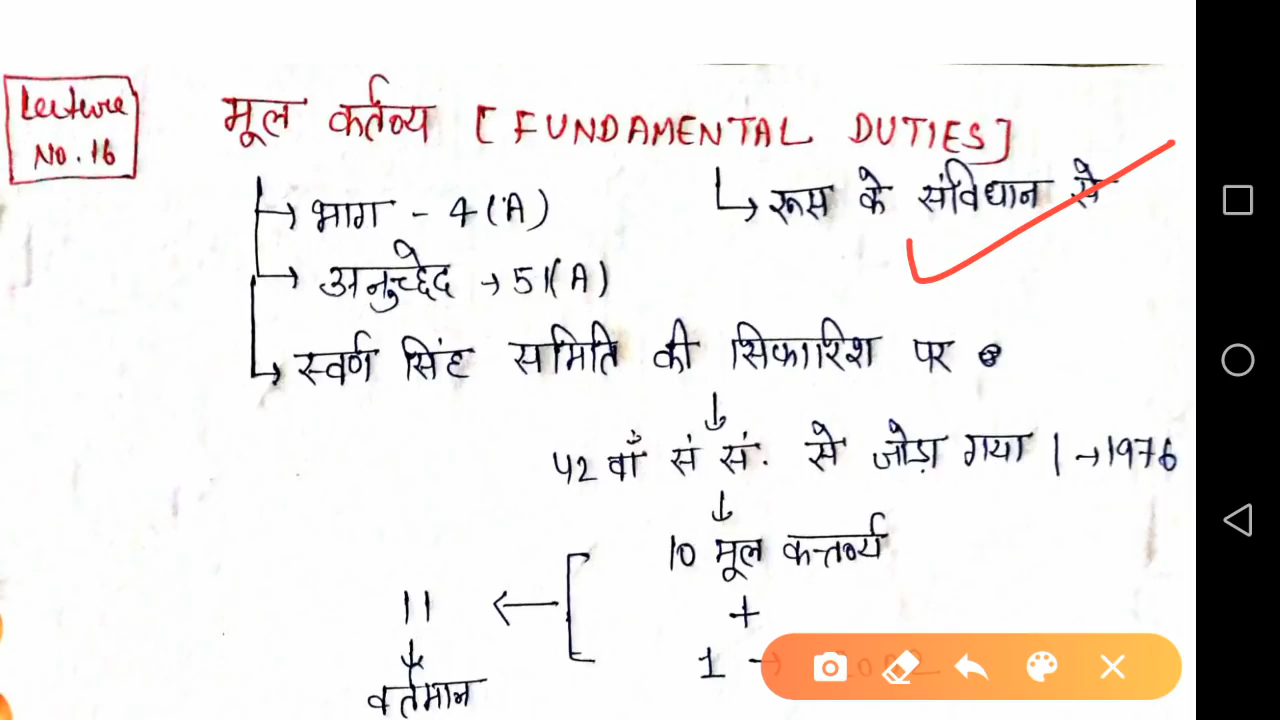 Lecture
No. 16
मूल कर्तव्य [FUNDAMENTAL DUTIES]
→ भाग - 4(A)
→ रूस के संविधान से
→ अनुच्छेद → 51(A)
→ स्वर्ण सिंह समिति की सिफारिश पर
↓
42 वाँ सं सं. से जोड़ा गया | → 1976
↓
10 मूल कर्त्तव्य
+
11 ←
1 → 2002
↓
वर्तमान